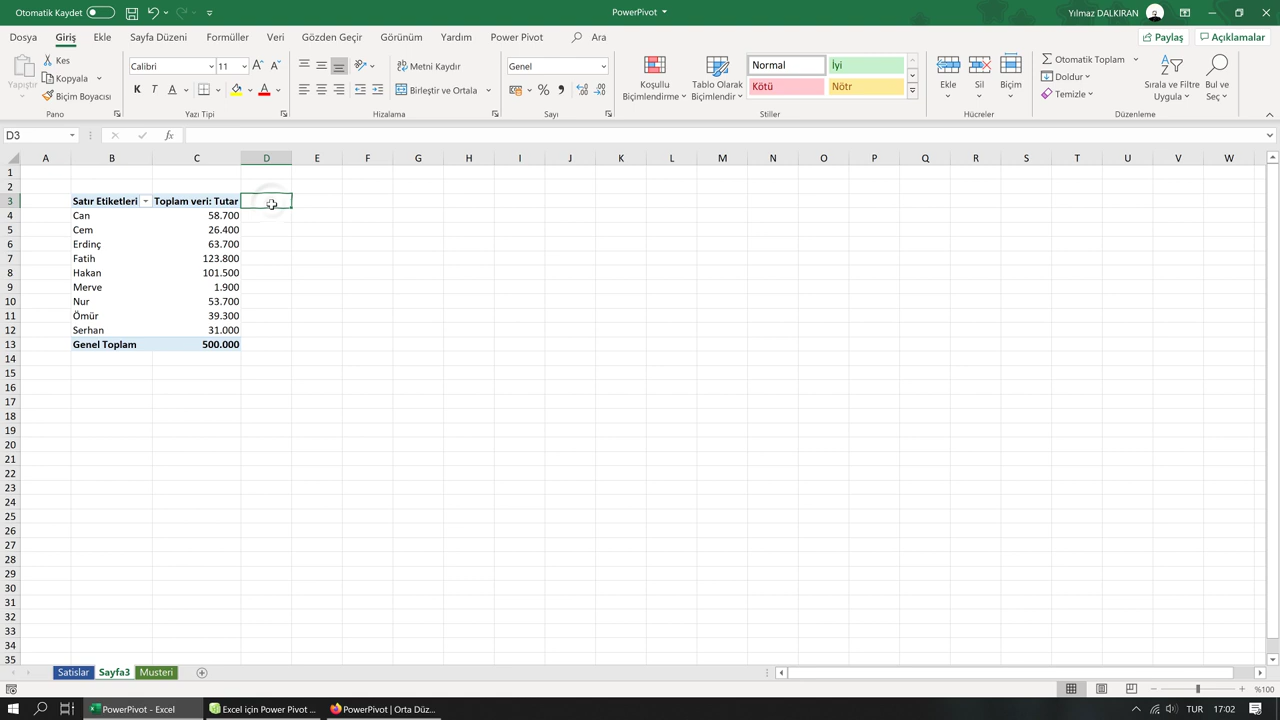 Otomatik Kaydet
PowerPivot
Yılmaz DALKIRAN
Dosya Giriş Ekle Sayfa Düzeni Formüller Veri Gözden Geçir Görünüm Yardım Power Pivot Ara Paylaş Açıklamalar
Yapıştır
Kes
Kopyala
Biçim Boyacısı
Calibri 11
K T A
Metni Kaydır
Birleştir ve Ortala
Genel
Koşullu
Biçimlendirme
Tablo Olarak
Biçimlendir
Normal İyi
Kötü Nötr
Ekle Sil Biçim
Otomatik Toplam
Doldur
Temizle
Sırala ve Filtre
Uygula
Bul ve
Seç
Pano Yazı Tipi Hizalama Sayı Stiller Hücreler Düzenleme
D3 fx
A B C D E F G H I J K L M N O P Q R S T U V W
1
2
3 Satır Etiketleri Toplam veri: Tutar
4 Can 58.700
5 Cem 26.400
6 Erdinç 63.700
7 Fatih 123.800
8 Hakan 101.500
9 Merve 1.900
10 Nur 53.700
11 Ömür 39.300
12 Serhan 31.000
13 Genel Toplam 500.000
14
15
16
17
18
19
20
21
22
23
24
25
26
27
28
29
30
31
32
33
34
35
Satislar Sayfa3 Musteri
%100
PowerPivot - Excel Excel için Power Pivot ... PowerPivot | Orta Düz... TUR 17:02